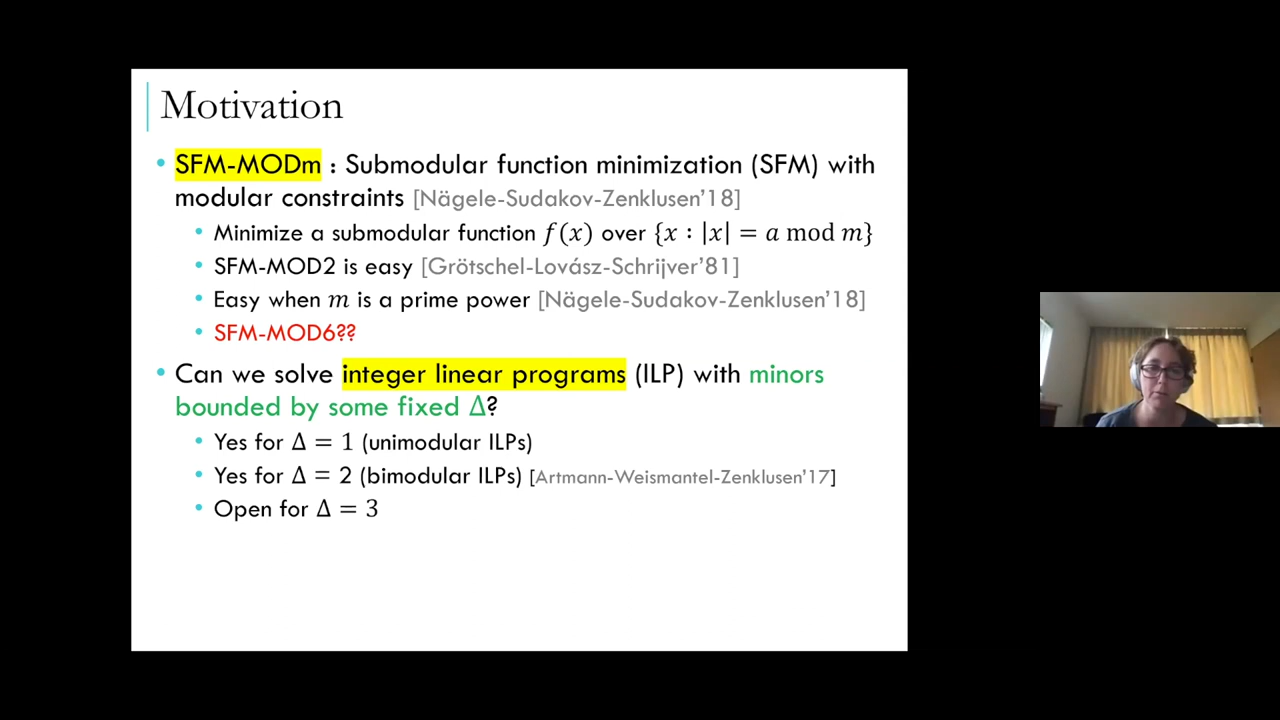 Motivation
• SFM-MODm : Submodular function minimization (SFM) with
modular constraints [Nägele-Sudakov-Zenklusen'18]
• Minimize a submodular function f(x) over {x : |x| = a mod m}
• SFM-MOD2 is easy [Grötschel-Lovász-Schrijver'81]
• Easy when m is a prime power [Nägele-Sudakov-Zenklusen'18]
• SFM-MOD6??
• Can we solve integer linear programs (ILP) with minors
bounded by some fixed Δ?
• Yes for Δ = 1 (unimodular ILPs)
• Yes for Δ = 2 (bimodular ILPs) [Artmann-Weismantel-Zenklusen'17]
• Open for Δ = 3